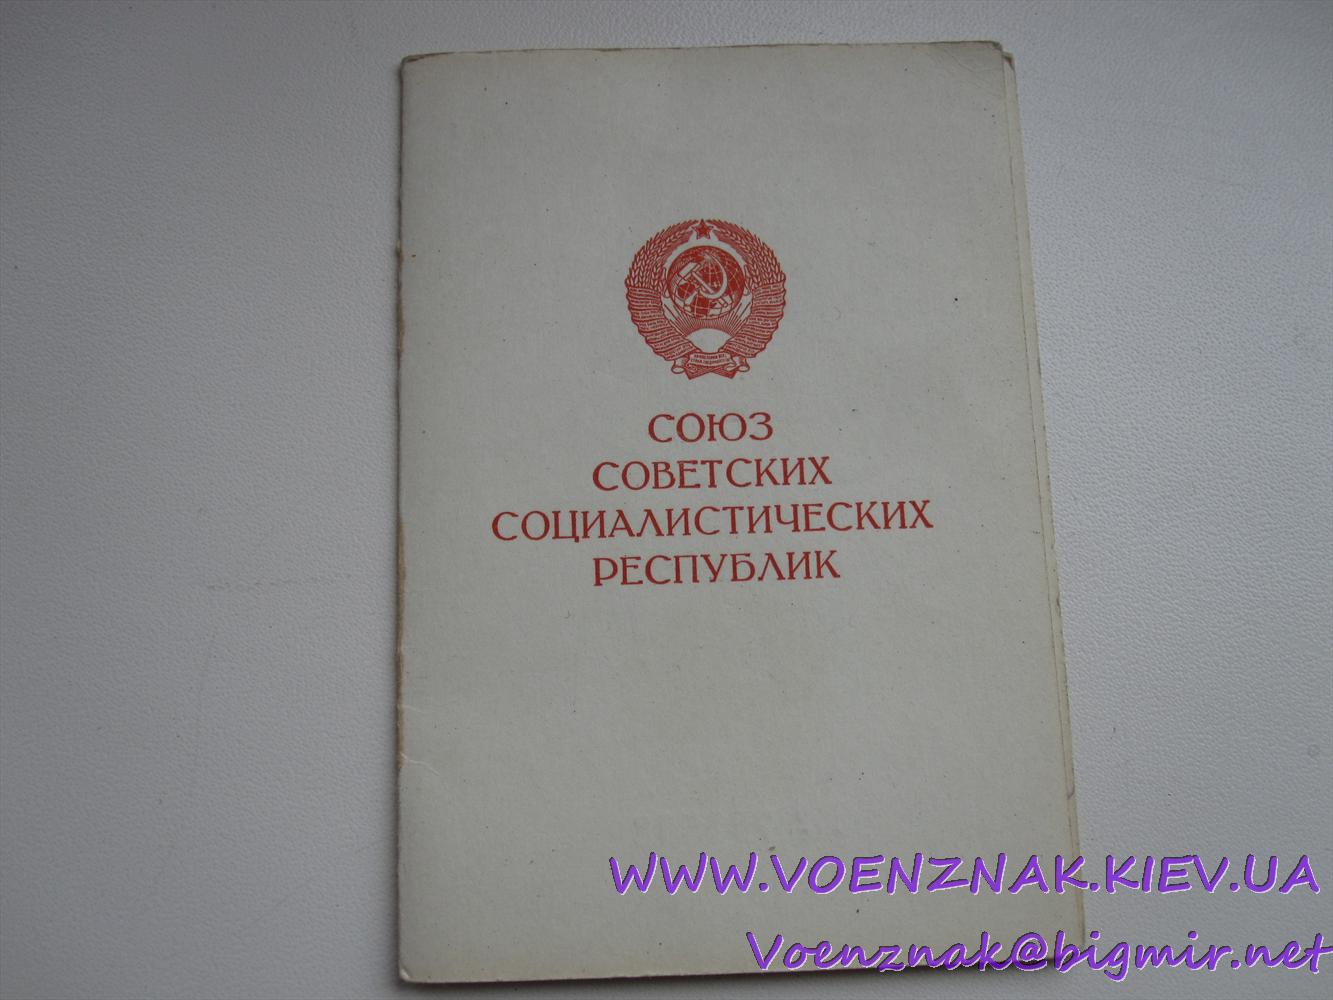 СОЮЗ
СОВЕТСКИХ
СОЦИАЛИСТИЧЕСКИХ
РЕСПУБЛИК
WWW.VOENZNAK.KIEV.UA
Voenznak@bigmir.net